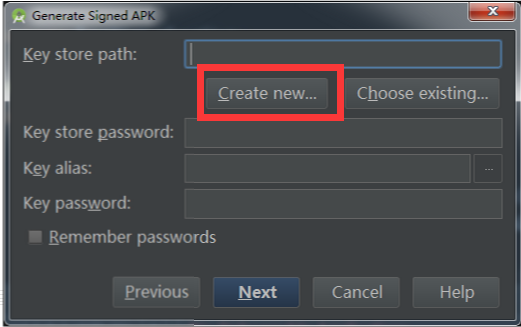 Generate Signed APK
Key store path:
Create new... Choose existing...
Key store password:
Key alias:
...
Key password:
Remember passwords
Previous Next Cancel Help